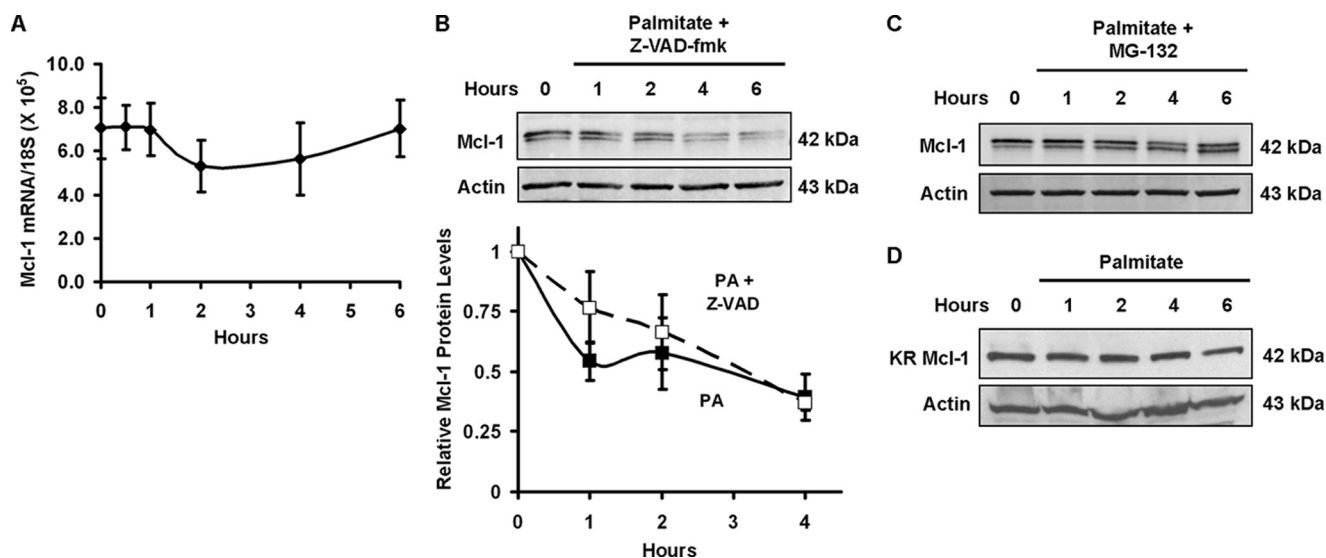 A
Mcl-1 mRNA/18S (X 10⁵)
10.0
8.0
6.0
4.0
2.0
0.0
0 1 2 3 4 5 6
Hours
B
Palmitate +
Z-VAD-fmk
Hours 0 1 2 4 6
Mcl-1 42 kDa
Actin 43 kDa
Relative Mcl-1 Protein Levels
1
0.75
0.5
0.25
0
PA +
Z-VAD
PA
0 1 2 3 4
Hours
C
Palmitate +
MG-132
Hours 0 1 2 4 6
Mcl-1 42 kDa
Actin 43 kDa
D
Palmitate
Hours 0 1 2 4 6
KR Mcl-1 42 kDa
Actin 43 kDa